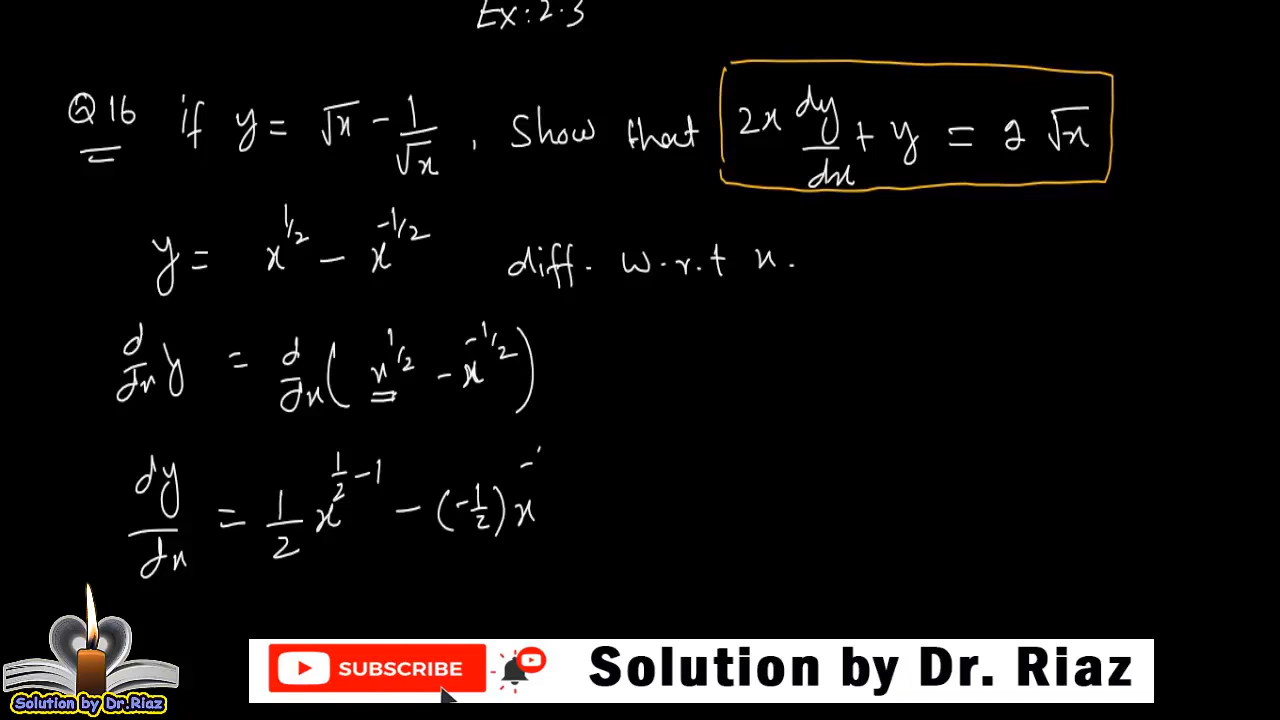 Ex: 2.3
Q 16 if y = √x - 1/√x , Show that 2x dy/dx + y = 2 √x
y = x^1/2 - x^-1/2 diff. w.r.t x.
d/dx y = d/dx ( x^1/2 - x^-1/2 )
dy/dx = 1/2 x^1/2-1 - (-1/2) x^-
SUBSCRIBE
Solution by Dr. Riaz
Solution by Dr.Riaz